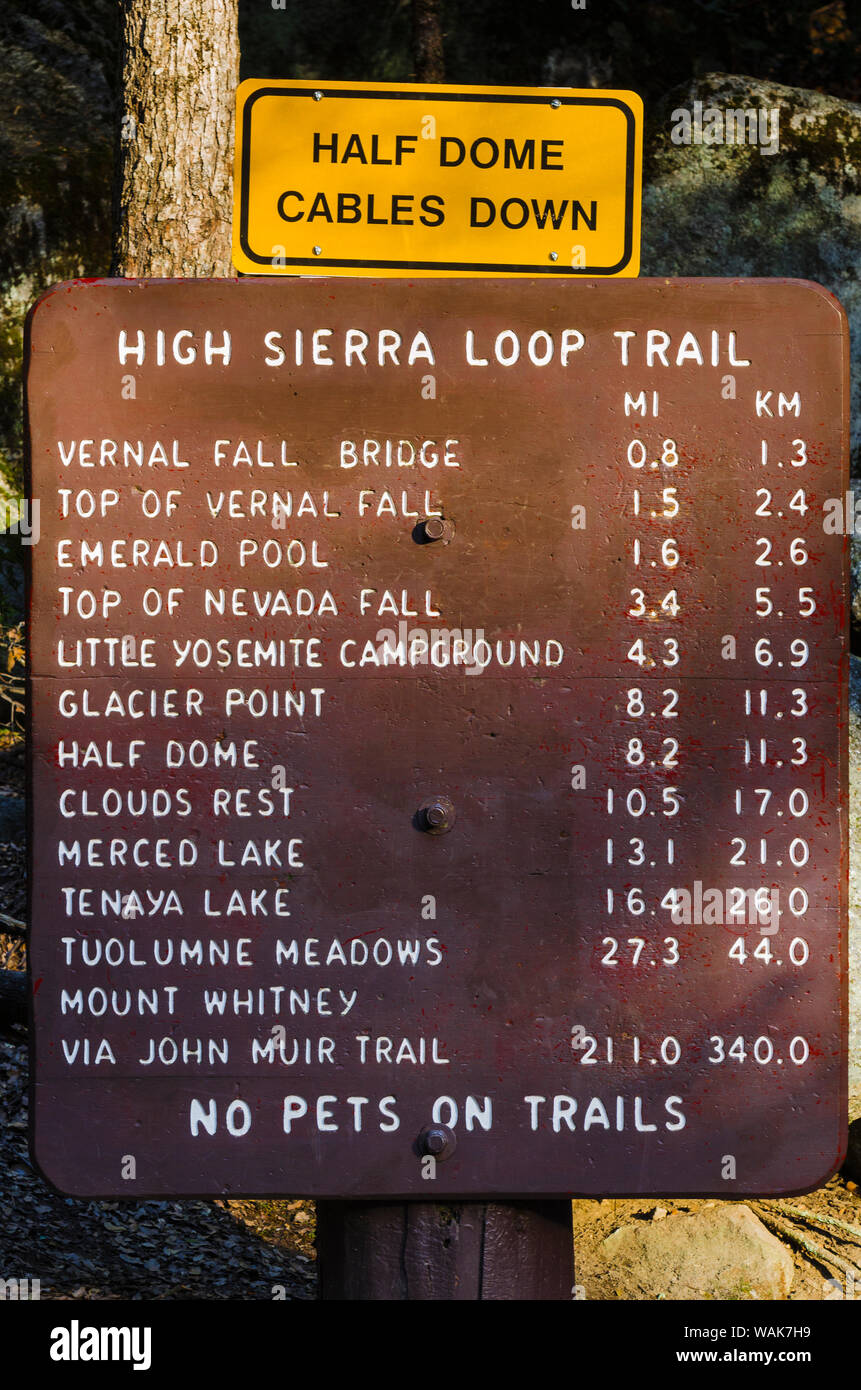 HALF DOME
CABLES DOWN
HIGH SIERRA LOOP TRAIL
MI KM
VERNAL FALL BRIDGE 0.8 1.3
TOP OF VERNAL FALL 1.5 2.4
EMERALD POOL 1.6 2.6
TOP OF NEVADA FALL 3.4 5.5
LITTLE YOSEMITE CAMPGROUND 4.3 6.9
GLACIER POINT 8.2 11.3
HALF DOME 8.2 11.3
CLOUDS REST 10.5 17.0
MERCED LAKE 13.1 21.0
TENAYA LAKE 16.4 26.0
TUOLUMNE MEADOWS 27.3 44.0
MOUNT WHITNEY
VIA JOHN MUIR TRAIL 211.0 340.0
NO PETS ON TRAILS
alamy
alamy
Image ID: WAK7H9
www.alamy.com